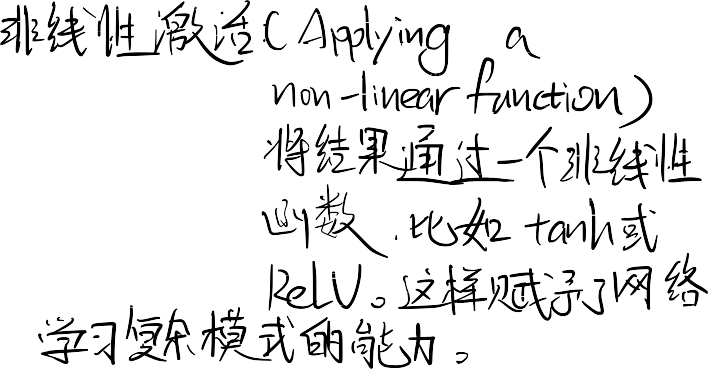 非线性激活(Applying a
non-linear function)
将结果通过一个非线性
函数,比如tanh或
ReLU。这样赋予了网络
学习复杂模式的能力。